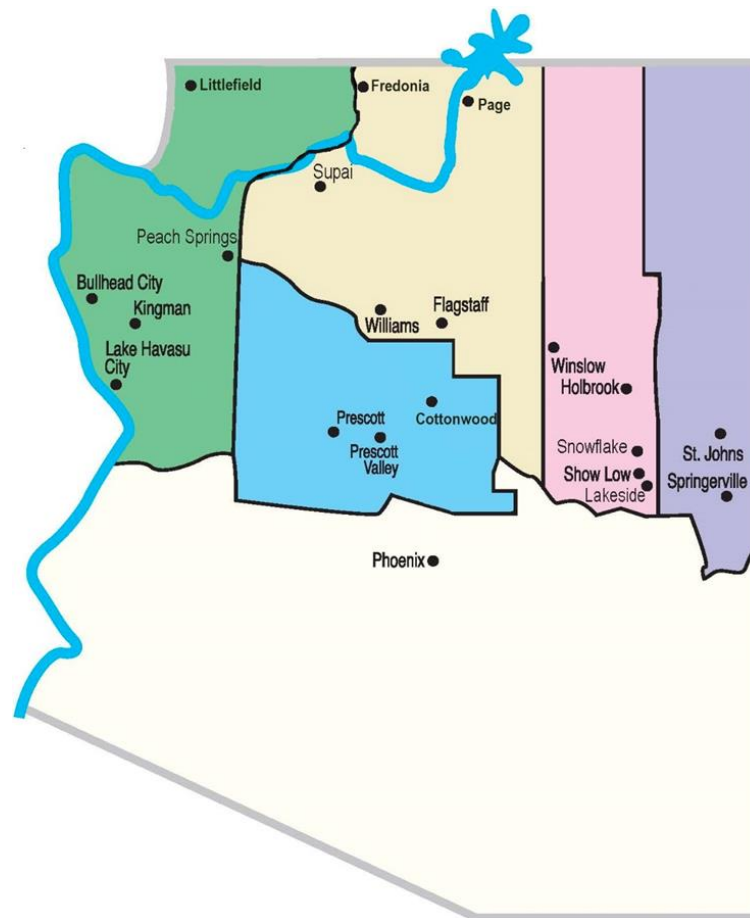 Littlefield
Fredonia
Page
Supai
Peach Springs
Bullhead City
Kingman
Williams
Flagstaff
Lake Havasu
City
Winslow
Holbrook
Prescott
Prescott
Valley
Cottonwood
Snowflake
Show Low
Lakeside
St. Johns
Springerville
Phoenix